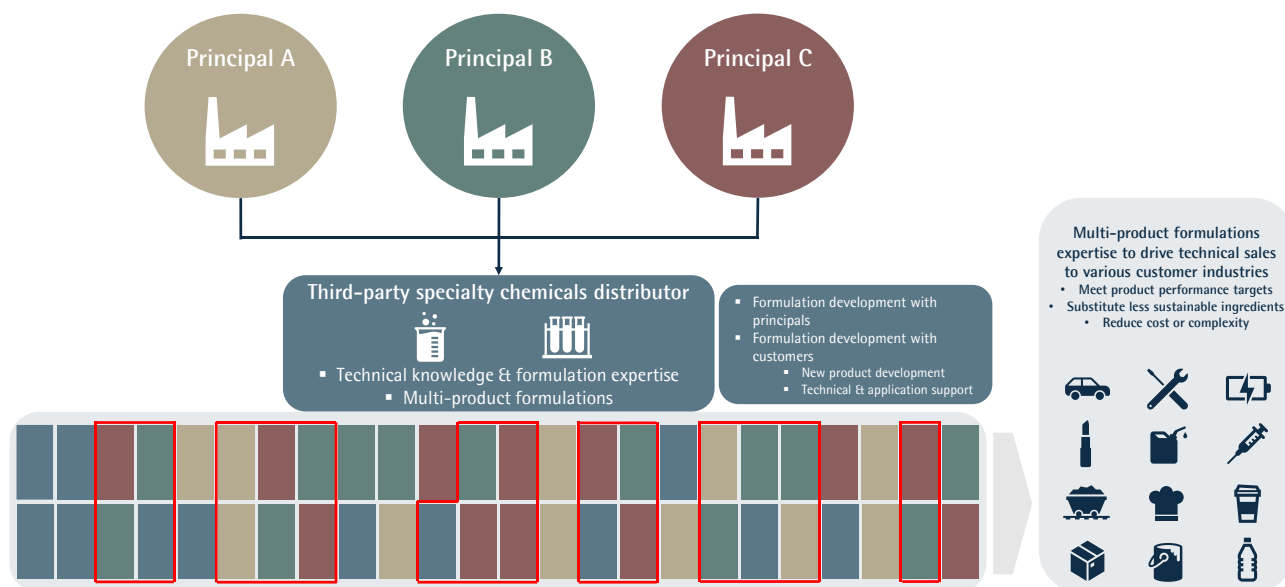 Principal A
Principal B
Principal C
Third-party specialty chemicals distributor
▪ Technical knowledge & formulation expertise
▪ Multi-product formulations
▪ Formulation development with
principals
▪ Formulation development with
customers
▪ New product development
▪ Technical & application support
Multi-product formulations
expertise to drive technical sales
to various customer industries
• Meet product performance targets
• Substitute less sustainable ingredients
• Reduce cost or complexity